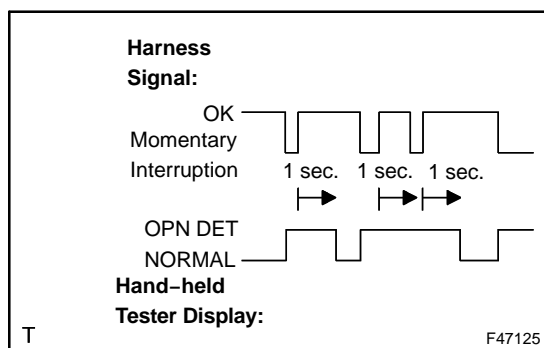 Harness
Signal:
OK
Momentary
Interruption
1 sec. 1 sec. 1 sec.
OPN DET
NORMAL
Hand–held
Tester Display:
T
F47125